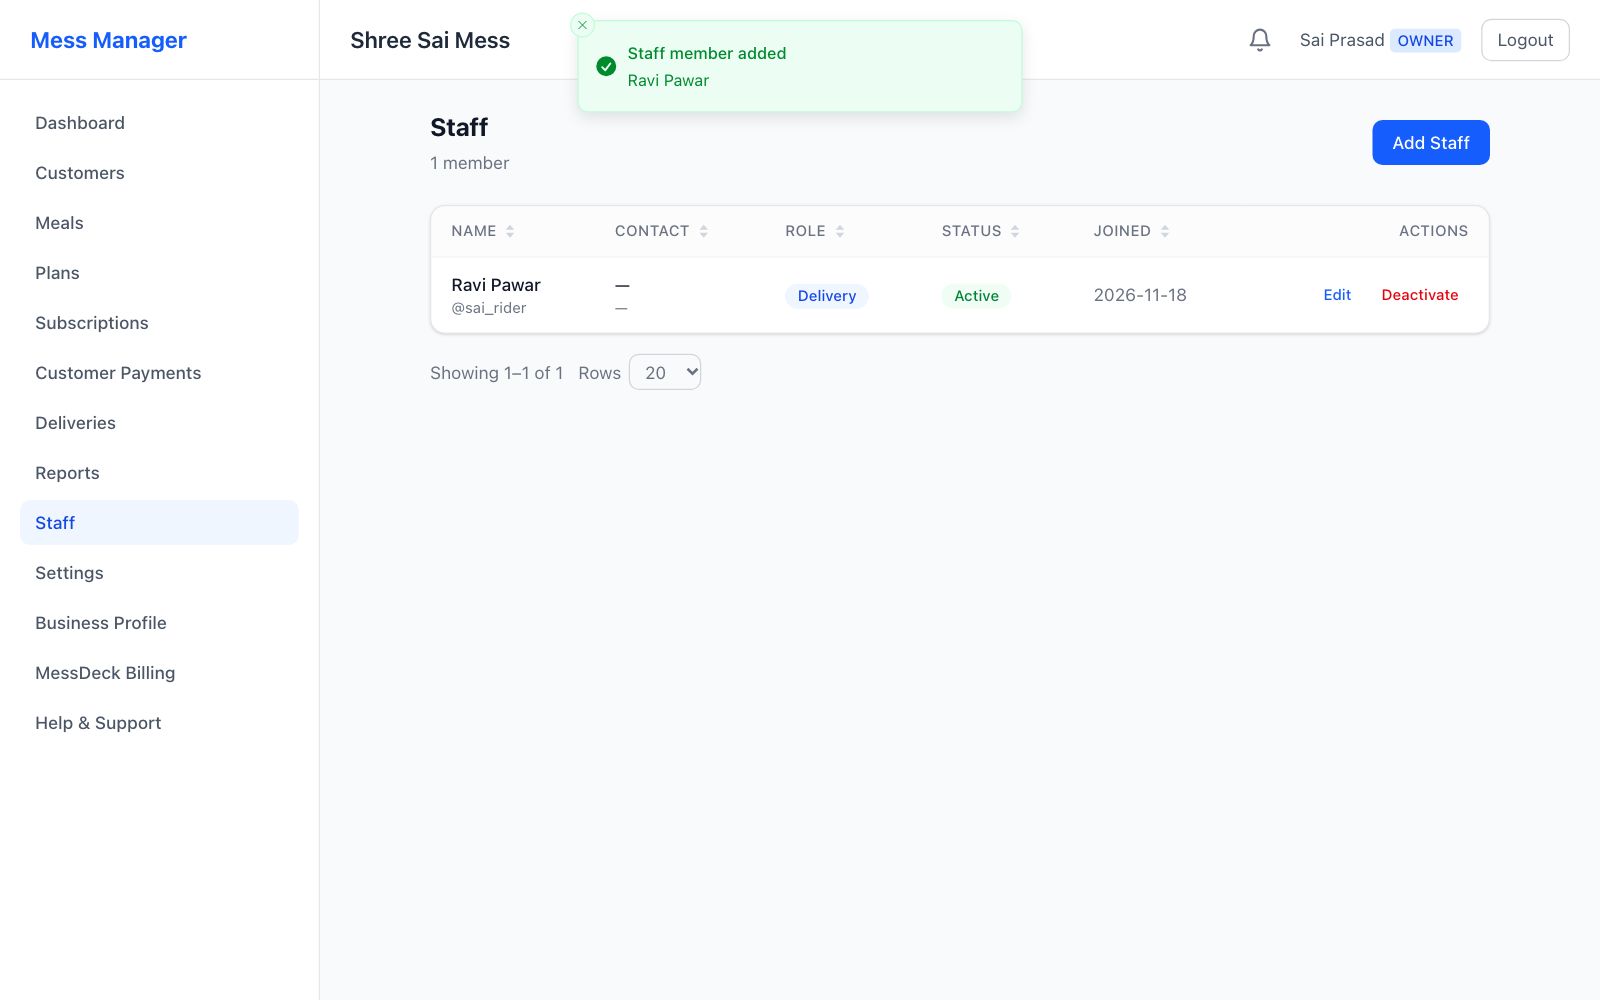 Mess Manager
Shree Sai Mess
Staff member added
Ravi Pawar
Sai Prasad OWNER
Logout
Dashboard
Customers
Meals
Plans
Subscriptions
Customer Payments
Deliveries
Reports
Staff
Settings
Business Profile
MessDeck Billing
Help & Support
Staff
1 member
Add Staff
NAME CONTACT ROLE STATUS JOINED ACTIONS
Ravi Pawar — Delivery Active 2026-11-18 Edit Deactivate
@sai_rider —
Showing 1–1 of 1 Rows 20